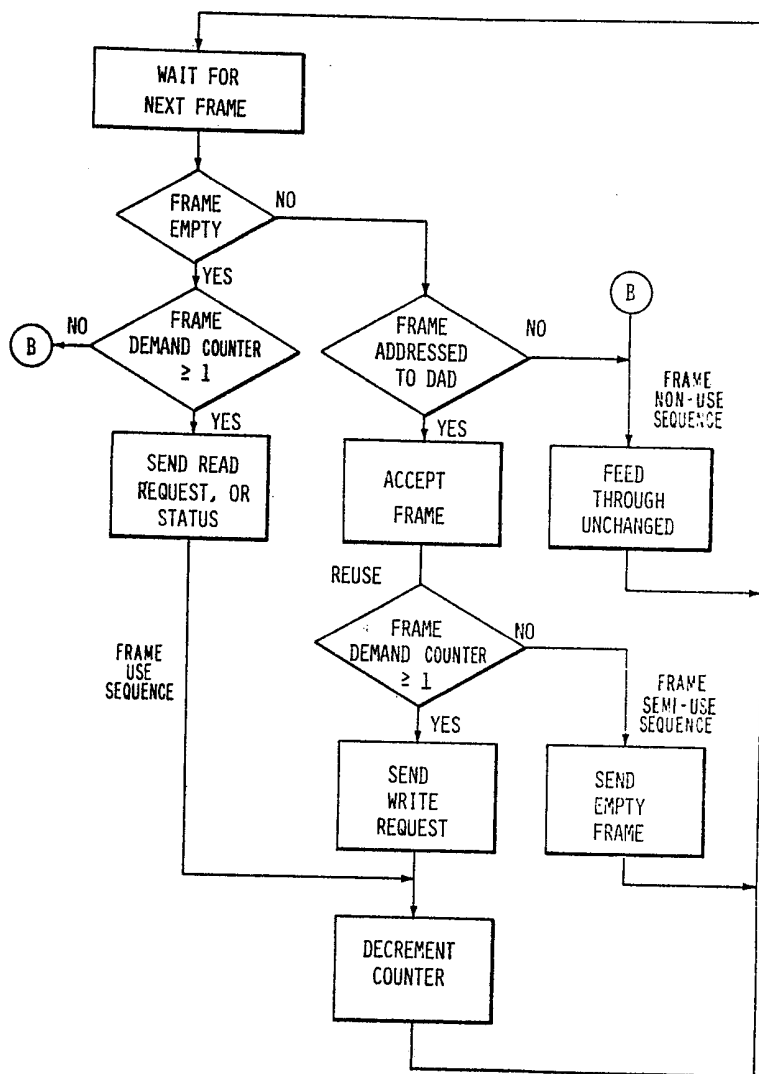 WAIT FOR
NEXT FRAME
FRAME
EMPTY
NO
YES
B
NO
FRAME
DEMAND COUNTER
≥ 1
FRAME
ADDRESSED
TO DAD
NO
B
FRAME
NON-USE
SEQUENCE
YES
YES
SEND READ
REQUEST, OR
STATUS
ACCEPT
FRAME
FEED
THROUGH
UNCHANGED
REUSE
FRAME
DEMAND COUNTER
≥ 1
NO
FRAME
USE
SEQUENCE
FRAME
SEMI-USE
SEQUENCE
YES
SEND
WRITE
REQUEST
SEND
EMPTY
FRAME
DECREMENT
COUNTER